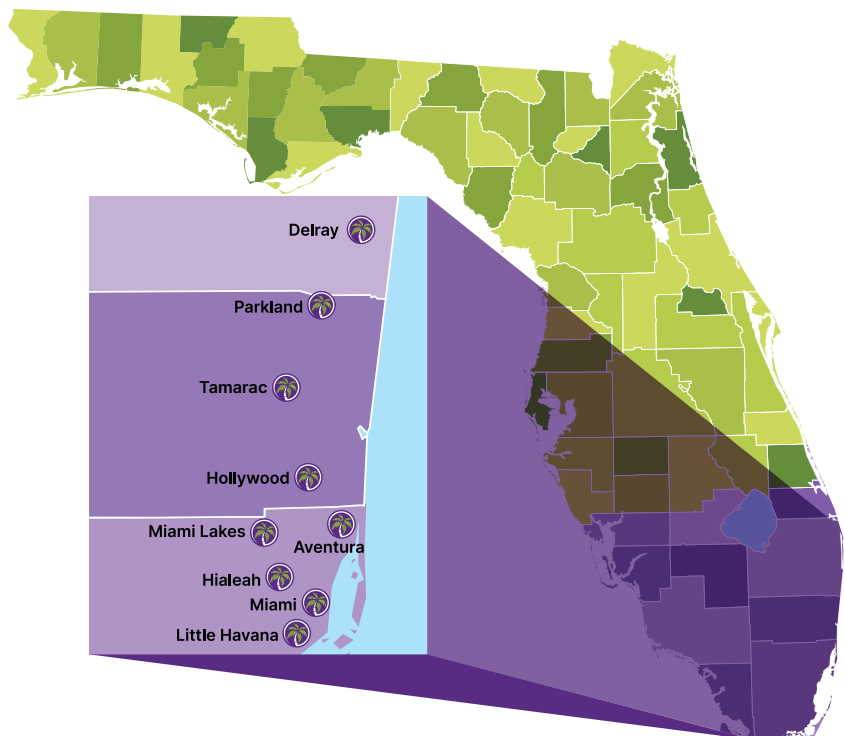 Delray
Parkland
Tamarac
Hollywood
Miami Lakes
Aventura
Hialeah
Miami
Little Havana